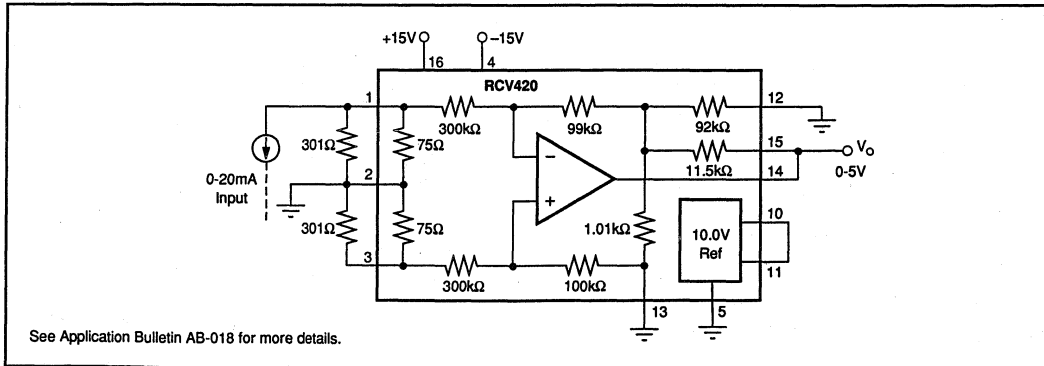 +15V
–15V
16
4
RCV420
1
12
300kΩ
99kΩ
92kΩ
301Ω
75Ω
15
Vo
11.5kΩ
14
0-5V
0-20mA
Input
2
–
+
10
301Ω
75Ω
1.01kΩ
10.0V
Ref
3
11
300kΩ
100kΩ
13
5
See Application Bulletin AB-018 for more details.